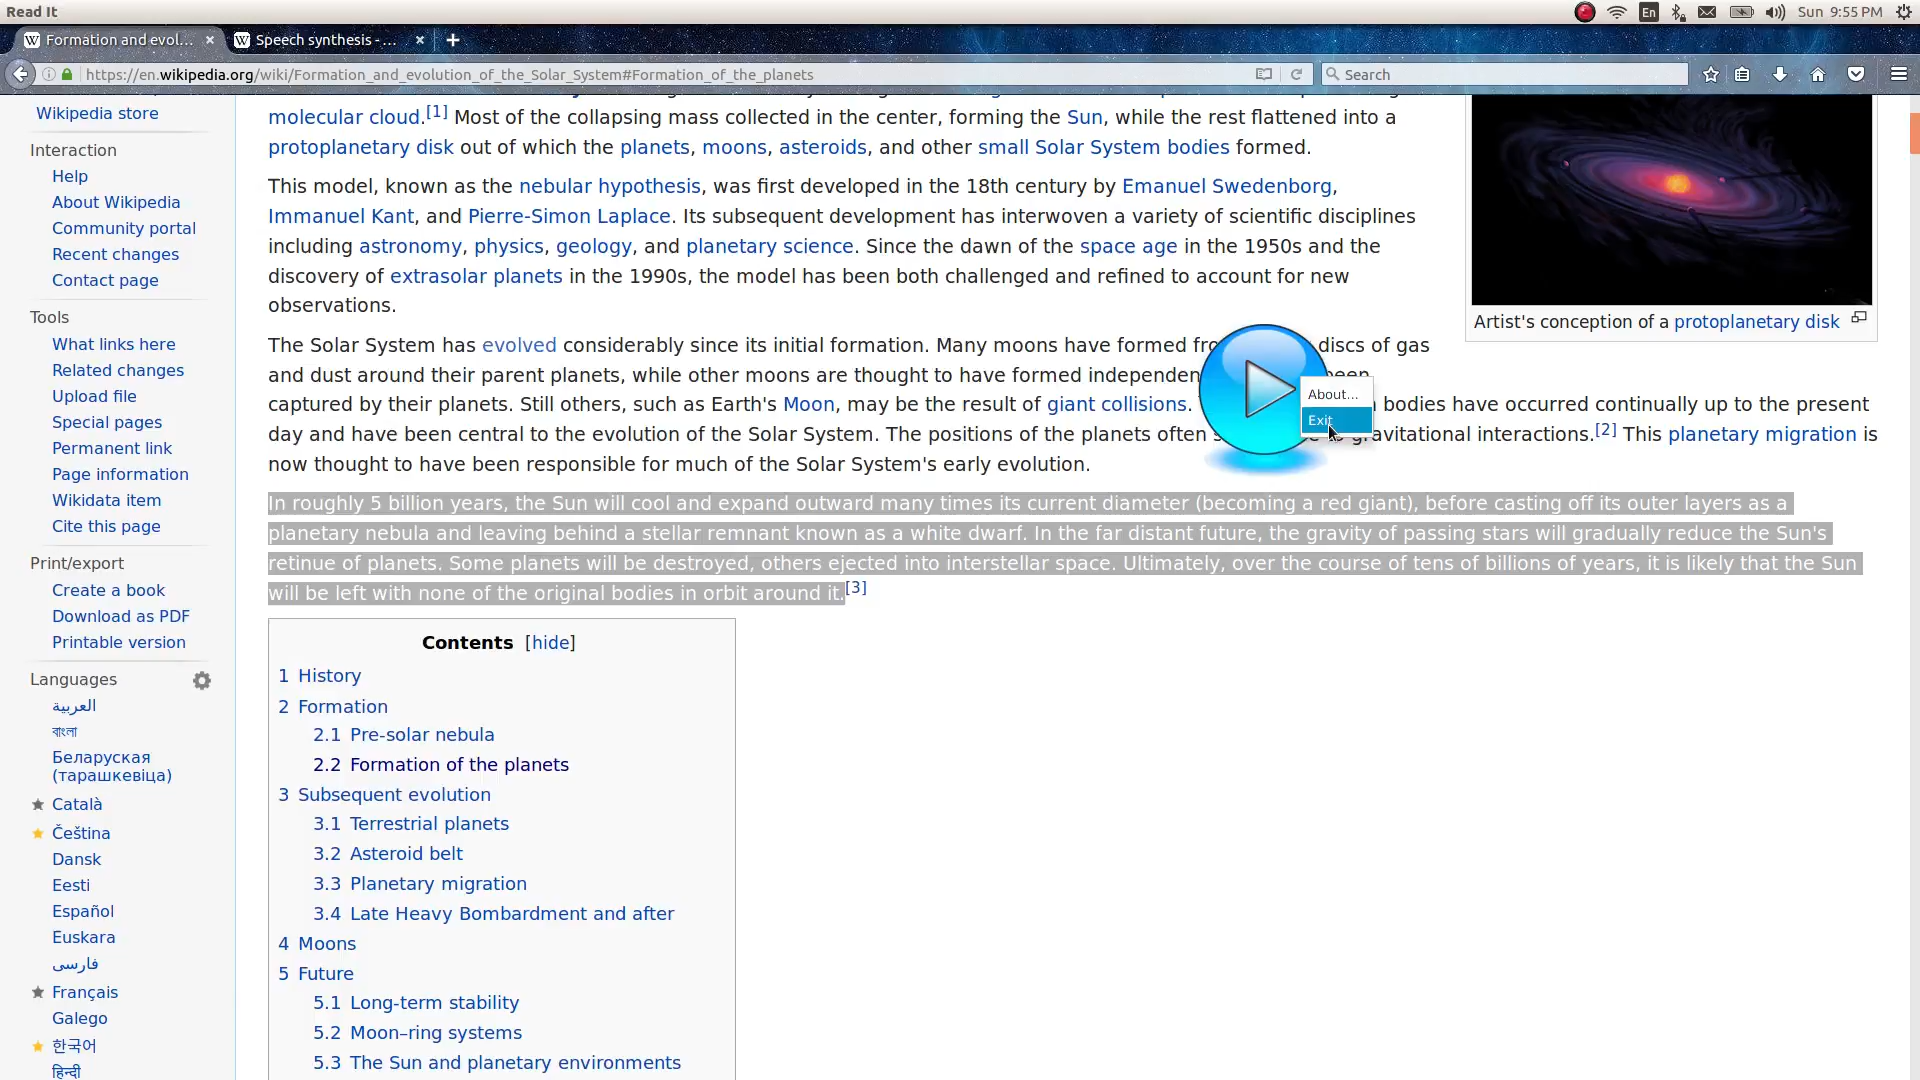 Read It
En
Sun 9:55 PM
Formation and evol...
Speech synthesis - ...
https://en.wikipedia.org/wiki/Formation_and_evolution_of_the_Solar_System#Formation_of_the_planets
Search
Wikipedia store
Interaction
Help
About Wikipedia
Community portal
Recent changes
Contact page
Tools
What links here
Related changes
Upload file
Special pages
Permanent link
Page information
Wikidata item
Cite this page
Print/export
Create a book
Download as PDF
Printable version
Languages
العربية
বাংলা
Беларуская
(тарашкевіца)
Català
Čeština
Dansk
Eesti
Español
Euskara
فارسی
Français
Galego
한국어
हिन्दी
molecular cloud.[1] Most of the collapsing mass collected in the center, forming the Sun, while the rest flattened into a
protoplanetary disk out of which the planets, moons, asteroids, and other small Solar System bodies formed.
This model, known as the nebular hypothesis, was first developed in the 18th century by Emanuel Swedenborg,
Immanuel Kant, and Pierre-Simon Laplace. Its subsequent development has interwoven a variety of scientific disciplines
including astronomy, physics, geology, and planetary science. Since the dawn of the space age in the 1950s and the
discovery of extrasolar planets in the 1990s, the model has been both challenged and refined to account for new
observations.
The Solar System has evolved considerably since its initial formation. Many moons have formed discs of gas
and dust around their parent planets, while other moons are thought to have formed been
captured by their planets. Still others, such as Earth's Moon, may be the result of giant collisions. bodies have occurred continually up to the present
day and have been central to the evolution of the Solar System. The positions of the planets often gravitational interactions.[2] This planetary migration is
now thought to have been responsible for much of the Solar System's early evolution.
In roughly 5 billion years, the Sun will cool and expand outward many times its current diameter (becoming a red giant), before casting off its outer layers as a
planetary nebula and leaving behind a stellar remnant known as a white dwarf. In the far distant future, the gravity of passing stars will gradually reduce the Sun's
retinue of planets. Some planets will be destroyed, others ejected into interstellar space. Ultimately, over the course of tens of billions of years, it is likely that the Sun
will be left with none of the original bodies in orbit around it.[3]
Artist's conception of a protoplanetary disk
About...
Exit
Contents [hide]
1 History
2 Formation
2.1 Pre-solar nebula
2.2 Formation of the planets
3 Subsequent evolution
3.1 Terrestrial planets
3.2 Asteroid belt
3.3 Planetary migration
3.4 Late Heavy Bombardment and after
4 Moons
5 Future
5.1 Long-term stability
5.2 Moon–ring systems
5.3 The Sun and planetary environments